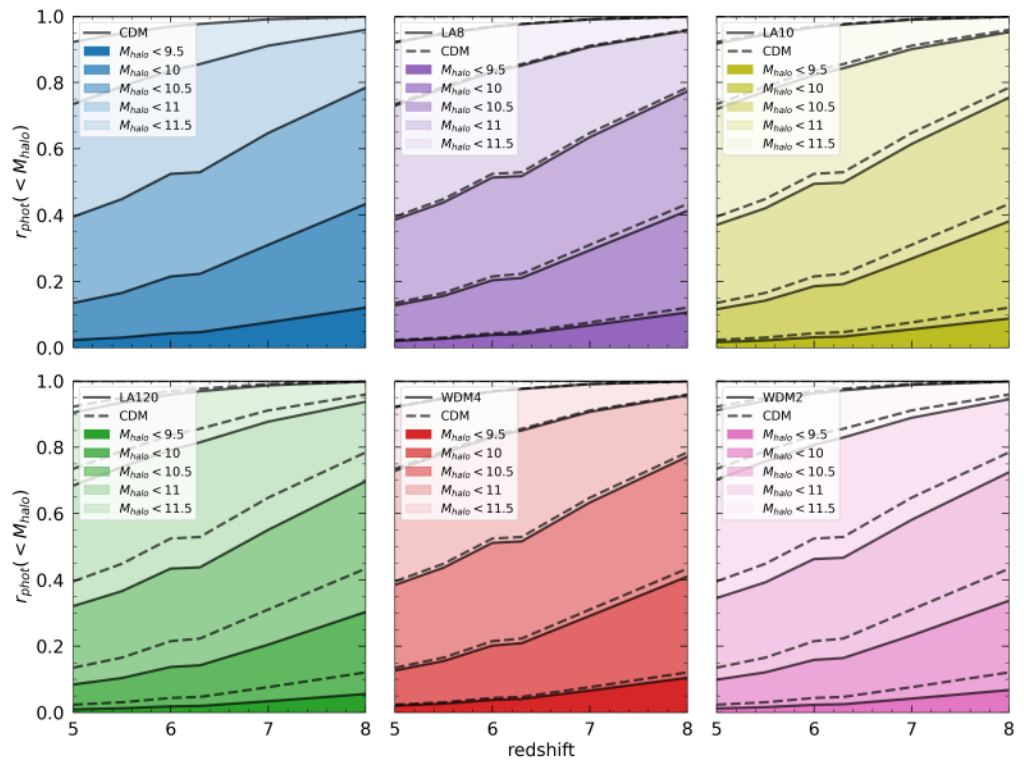 1.0
0.8
0.6
0.4
0.2
0.0
r_phot(< M_halo)
CDM
M_halo < 9.5
M_halo < 10
M_halo < 10.5
M_halo < 11
M_halo < 11.5
LA8
CDM
M_halo < 9.5
M_halo < 10
M_halo < 10.5
M_halo < 11
M_halo < 11.5
LA10
CDM
M_halo < 9.5
M_halo < 10
M_halo < 10.5
M_halo < 11
M_halo < 11.5
1.0
0.8
0.6
0.4
0.2
0.0
r_phot(< M_halo)
LA120
CDM
M_halo < 9.5
M_halo < 10
M_halo < 10.5
M_halo < 11
M_halo < 11.5
WDM4
CDM
M_halo < 9.5
M_halo < 10
M_halo < 10.5
M_halo < 11
M_halo < 11.5
WDM2
CDM
M_halo < 9.5
M_halo < 10
M_halo < 10.5
M_halo < 11
M_halo < 11.5
5 6 7 8
5 6 7 8
5 6 7 8
redshift